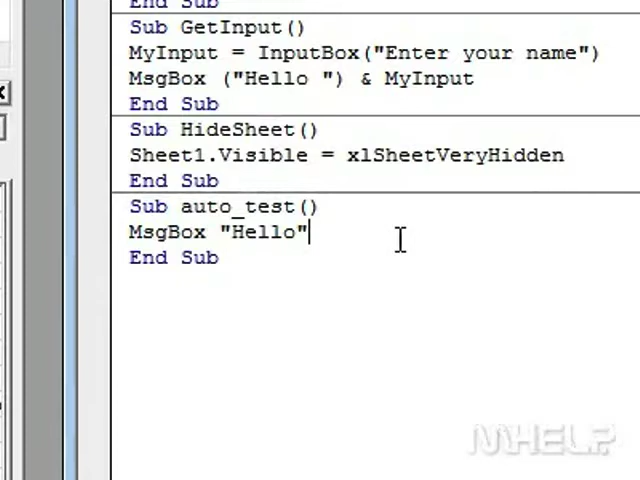 End Sub
Sub GetInput()
MyInput = InputBox("Enter your name")
MsgBox ("Hello ") & MyInput
End Sub
Sub HideSheet()
Sheet1.Visible = xlSheetVeryHidden
End Sub
Sub auto_test()
MsgBox "Hello"
End Sub
MHELP